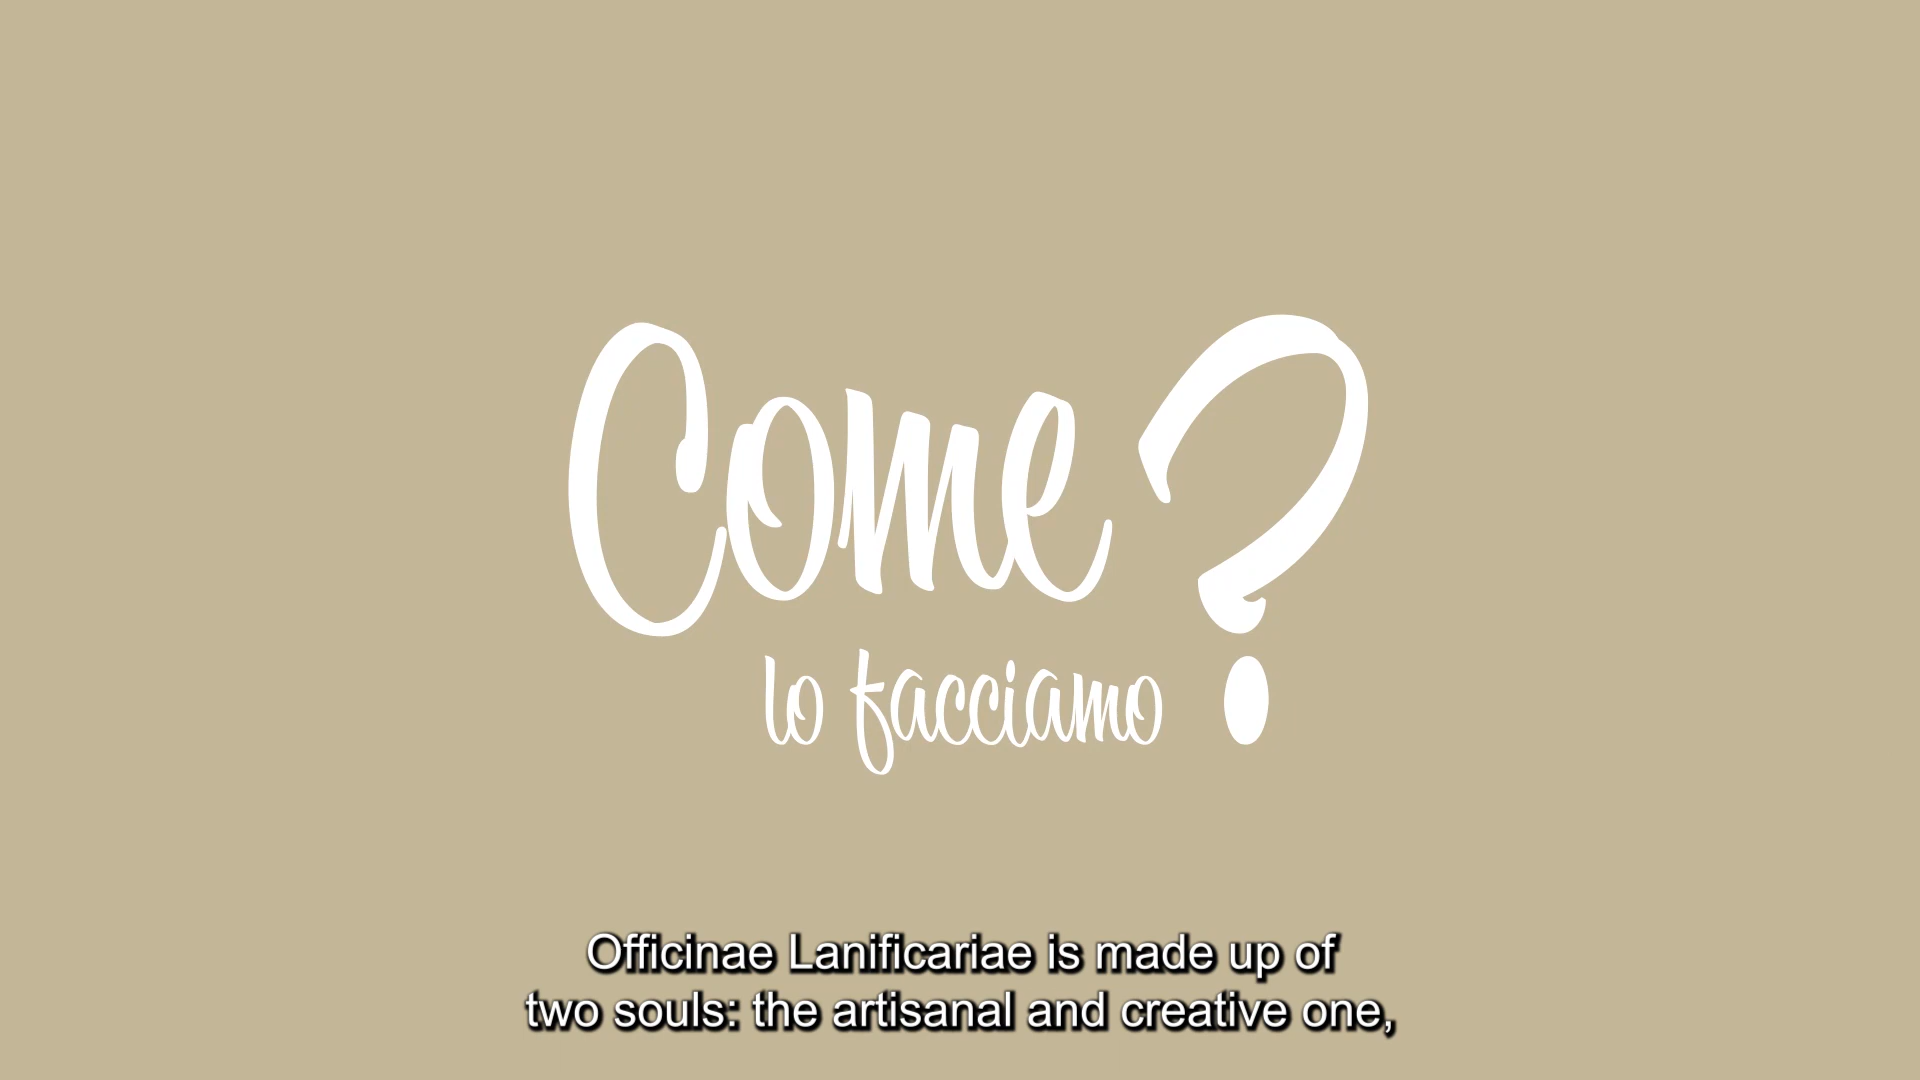 Come?
lo facciamo
Officinae Lanificariae is made up of
two souls: the artisanal and creative one,